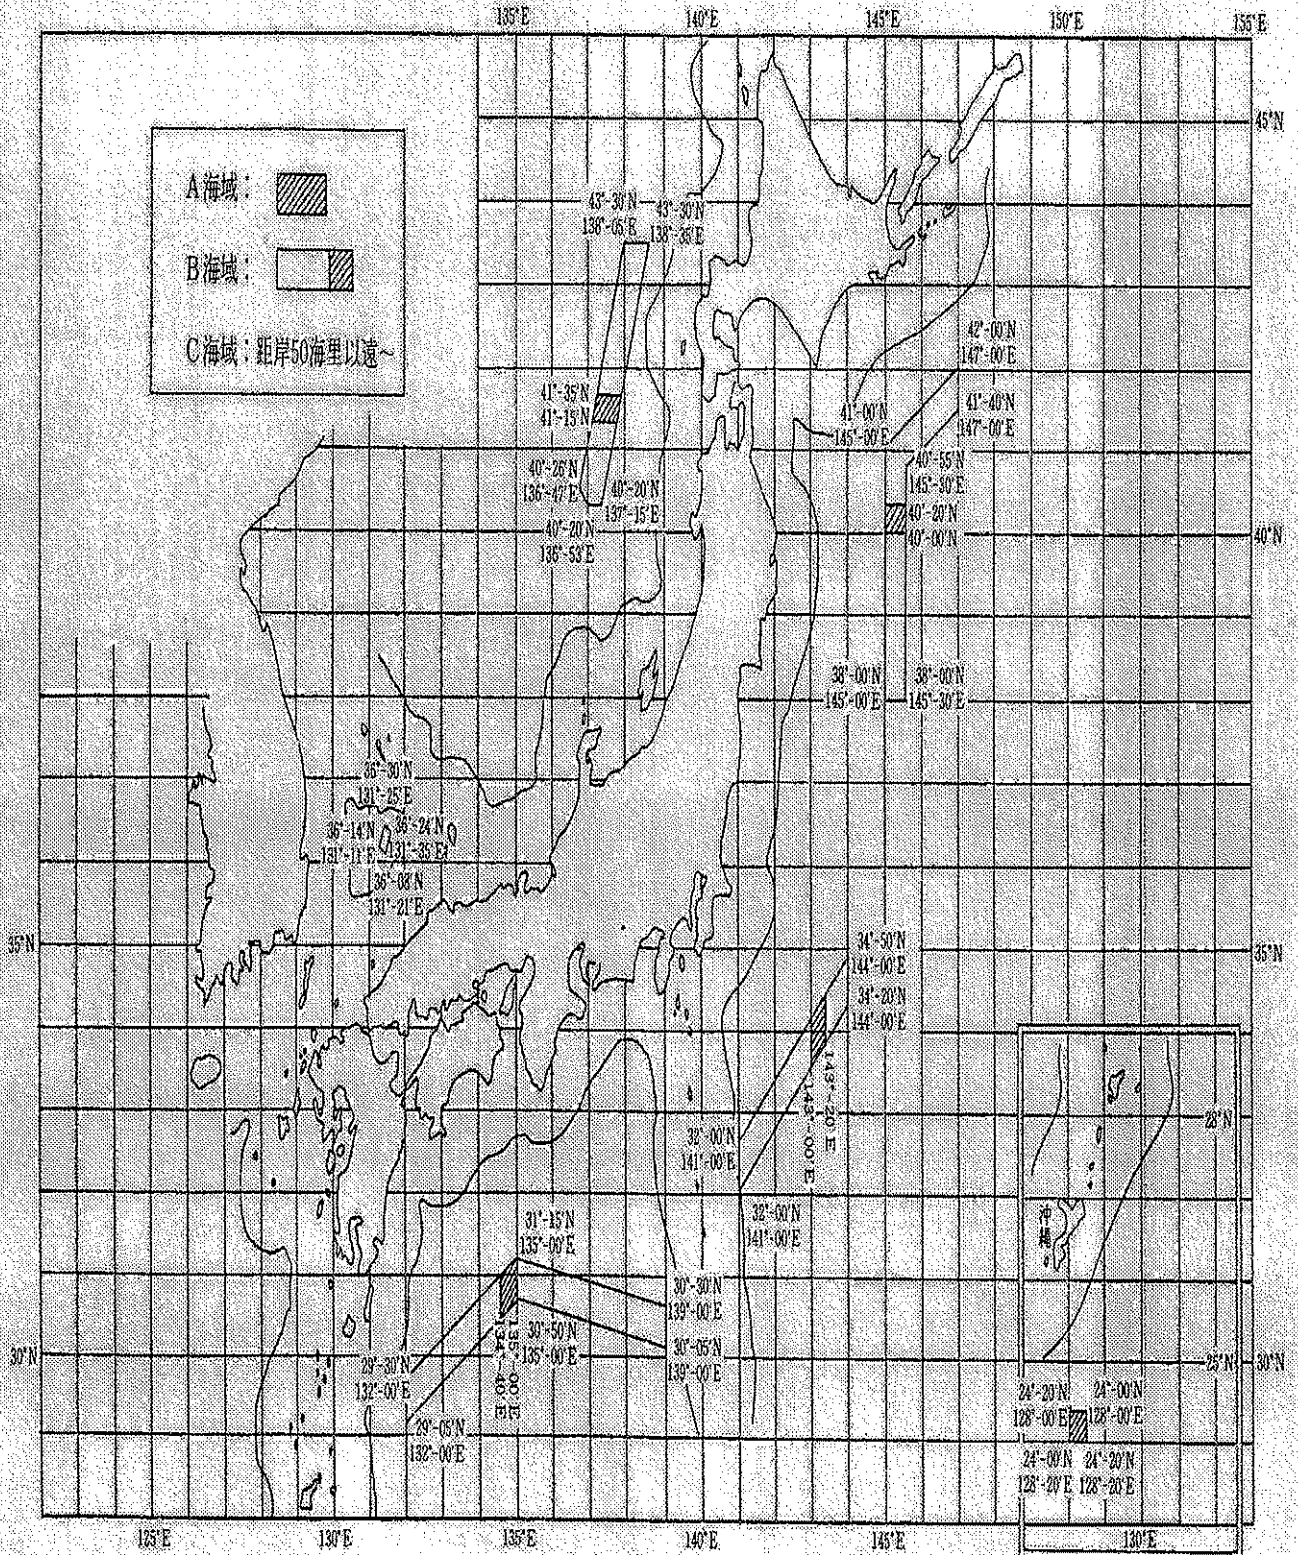 135°E
140°E
145°E
150°E
155°E
45°N
A海域：
B海域：
C海域：距岸50海里以遠~
43°-30'N
138°-05'E
43°-30'N
138°-35'E
42°-00'N
147°-00'E
41°-35'N
41°-15'N
41°-00'N
145°-00'E
41°-40'N
147°-00'E
40°-26'N
136°-47'E
40°-20'N
137°-15'E
40°-55'N
145°-30'E
40°-20'N
40°-00'N
40°-20'N
136°-53'E
40°N
38°-00'N
145°-00'E
38°-00'N
145°-30'E
36°-30'N
131°-25'E
36°-14'N
131°-11'E
36°-24'N
131°-35'E
36°-08'N
131°-21'E
35°N
34°-50'N
144°-00'E
35°N
34°-20'N
144°-00'E
143°-20'E
143°-00'E
32°-00'N
141°-00'E
28°N
32°-00'N
141°-00'E
沖縄
31°-15'N
135°-00'E
30°-30'N
139°-00'E
30°-50'N
135°-00'E
135°-00'E
134°-40'E
30°-05'N
139°-00'E
30°N
29°-30'N
132°-00'E
25°N
30°N
29°-05'N
132°-00'E
24°-20'N
128°-00'E
24°-00'N
128°-00'E
24°-00'N
128°-20'E
24°-20'N
128°-20'E
125°E
130°E
135°E
140°E
145°E
130°E